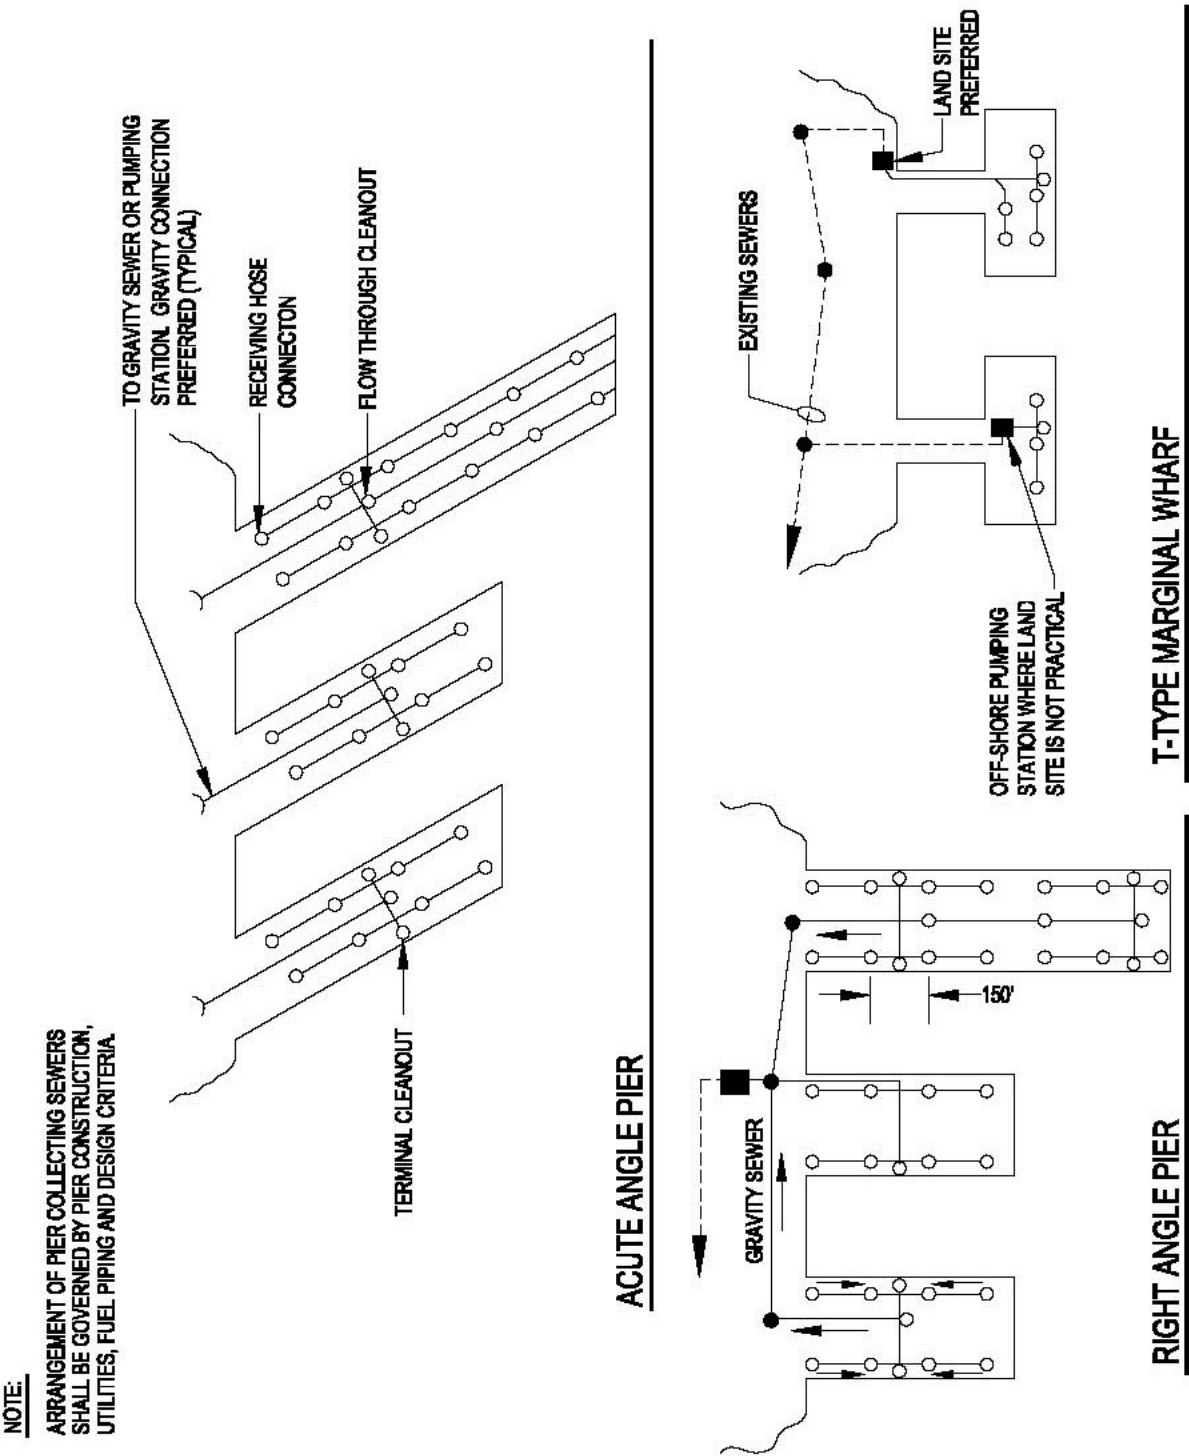 NOTE:
ARRANGEMENT OF PIER COLLECTING SEWERS
SHALL BE GOVERNED BY PIER CONSTRUCTION,
UTILITIES, FUEL PIPING AND DESIGN CRITERIA.
TO GRAVITY SEWER OR PUMPING
STATION. GRAVITY CONNECTION
PREFERRED (TYPICAL)
RECEIVING HOSE
CONNECTON
FLOW THROUGH CLEANOUT
TERMINAL CLEANOUT
ACUTE ANGLE PIER
GRAVITY SEWER
150'
RIGHT ANGLE PIER
EXISTING SEWERS
LAND SITE
PREFERRED
OFF-SHORE PUMPING
STATION WHERE LAND
SITE IS NOT PRACTICAL
T-TYPE MARGINAL WHARF